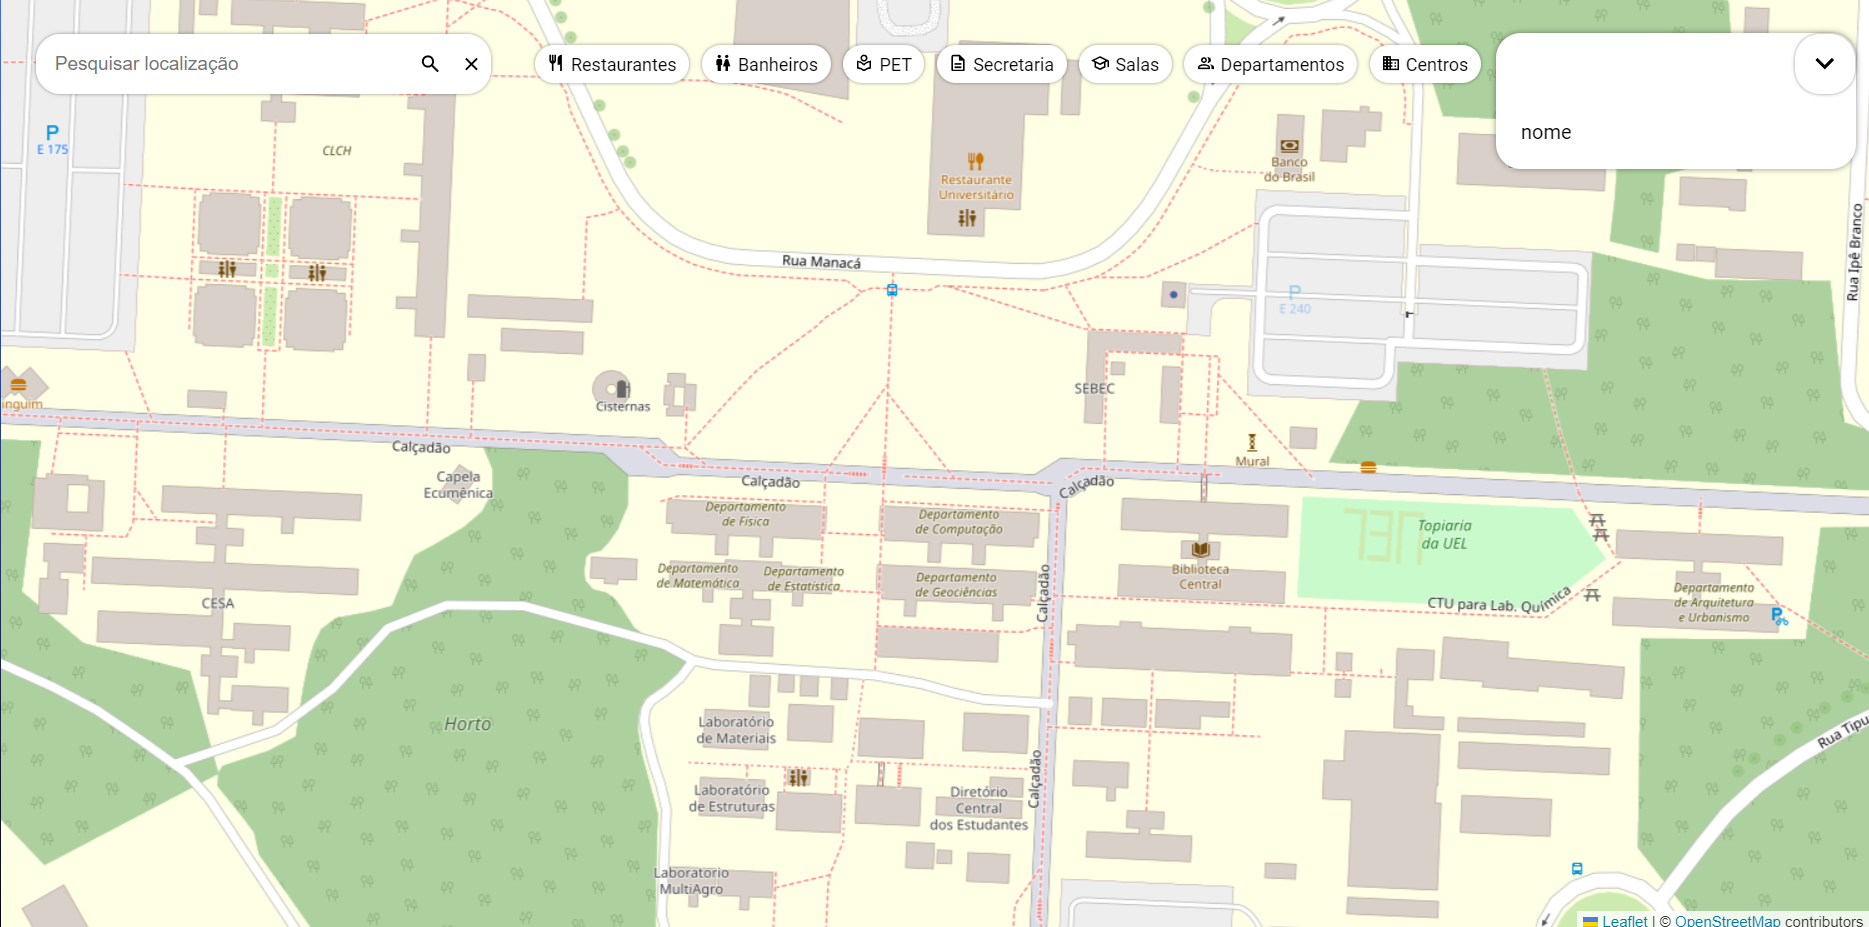 Pesquisar localização
Restaurantes
Banheiros
PET
Secretaria
Salas
Departamentos
Centros
nome
P
E 175
CLCH
Restaurante
Universitário
Banco
do Brasil
Rua Manacá
P
E 240
Rua Ipê Branco
inguim
Cisternas
SEBEC
Mural
Calçadão
Capela
Ecumênica
Calçadão
Calçadão
Departamento
de Física
Departamento
de Computação
UEL
Topiaria
da UEL
Departamento
de Matemática
Departamento
de Estatística
Departamento
de Geociências
Calçadão
Biblioteca
Central
CESA
CTU para Lab. Química
Departamento
de Arquitetura
e Urbanismo
P
Horto
Laboratório
de Materiais
Rua Tipu
Calçadão
Laboratório
de Estruturas
Diretório
Central
dos Estudantes
Laboratorio
MultiAgro
Leaflet | © OpenStreetMap contributors